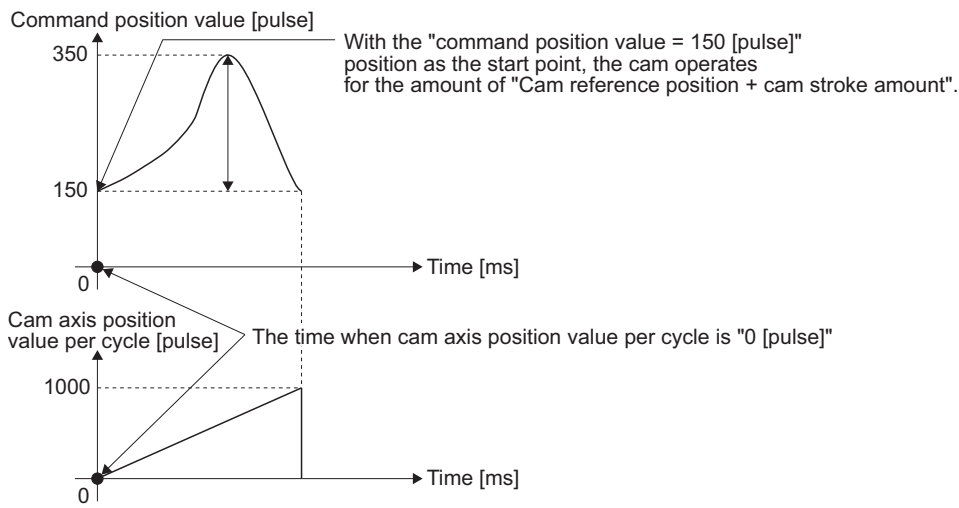 Command position value [pulse]
350
With the "command position value = 150 [pulse]"
position as the start point, the cam operates
for the amount of "Cam reference position + cam stroke amount".
150
Time [ms]
0
Cam axis position
value per cycle [pulse]
The time when cam axis position value per cycle is "0 [pulse]"
1000
Time [ms]
0